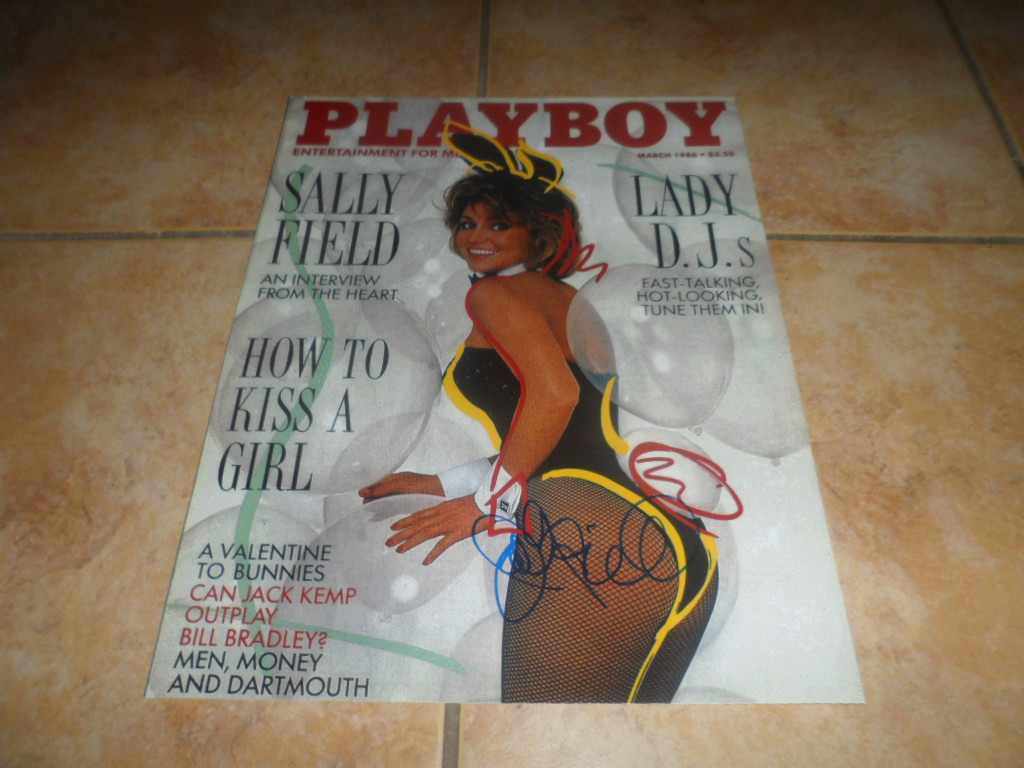 PLAYBOY
ENTERTAINMENT FOR
MARCH 1986 • $3.50
SALLY
FIELD
AN INTERVIEW
FROM THE HEART
LADY
D.J.s
FAST-TALKING,
HOT-LOOKING,
TUNE THEM IN!
HOW TO
KISS A
GIRL
A VALENTINE
TO BUNNIES
CAN JACK KEMP
OUTPLAY
BILL BRADLEY?
MEN, MONEY
AND DARTMOUTH